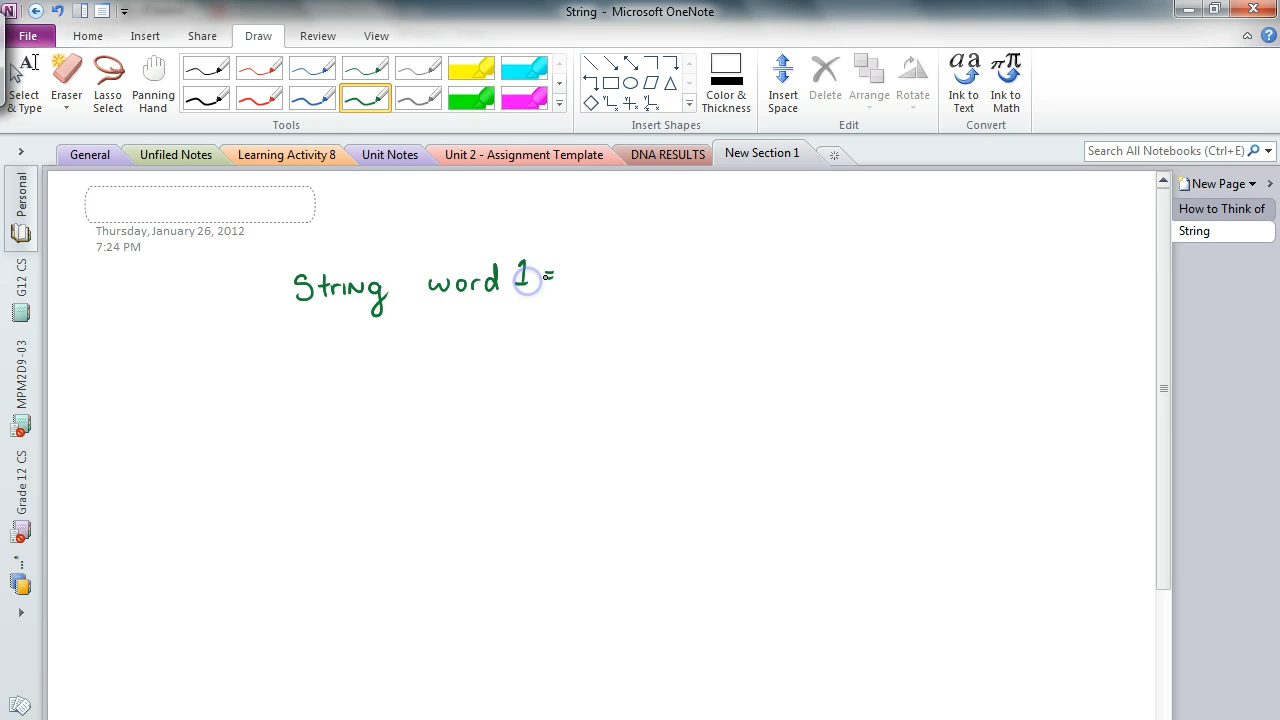 String - Microsoft OneNote
File Home Insert Share Draw Review View
Select & Type Eraser Lasso Select Panning Hand Color & Thickness Insert Space Delete Arrange Rotate Ink to Text Ink to Math
Tools Insert Shapes Edit Convert
General Unfiled Notes Learning Activity 8 Unit Notes Unit 2 - Assignment Template DNA RESULTS New Section 1 Search All Notebooks (Ctrl+E)
New Page
How to Think of
String
Personal
G12 CS
MPM2D9-03
Grade 12 CS
Thursday, January 26, 2012
7:24 PM
String word 1 =